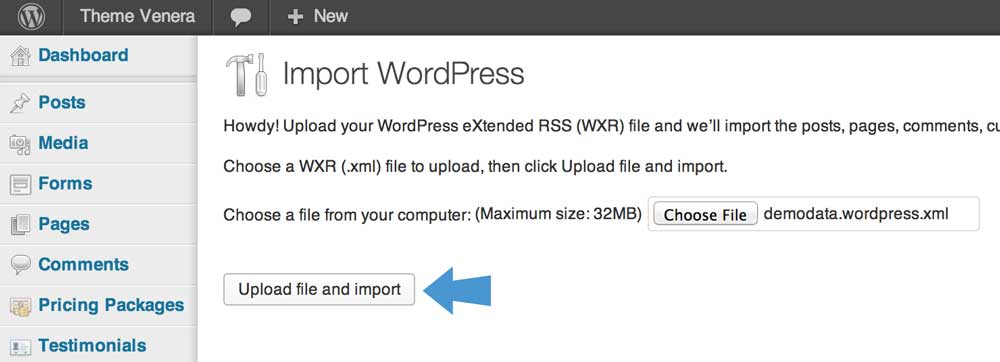 Theme Venera + New
Dashboard
Posts
Media
Forms
Pages
Comments
Pricing Packages
Testimonials
Import WordPress
Howdy! Upload your WordPress eXtended RSS (WXR) file and we'll import the posts, pages, comments, cu
Choose a WXR (.xml) file to upload, then click Upload file and import.
Choose a file from your computer: (Maximum size: 32MB) Choose File demodata.wordpress.xml
Upload file and import